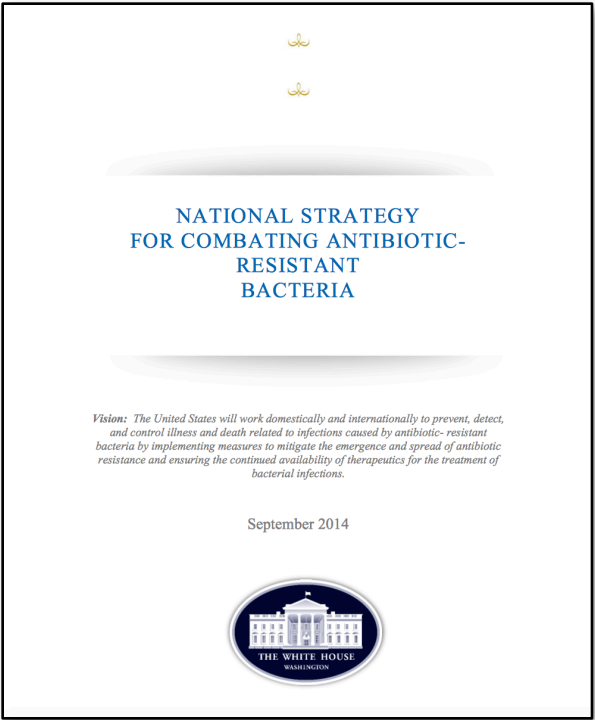 NATIONAL STRATEGY
FOR COMBATING ANTIBIOTIC-
RESISTANT
BACTERIA
Vision: The United States will work domestically and internationally to prevent, detect,
and control illness and death related to infections caused by antibiotic- resistant
bacteria by implementing measures to mitigate the emergence and spread of antibiotic
resistance and ensuring the continued availability of therapeutics for the treatment of
bacterial infections.
September 2014
THE WHITE HOUSE
WASHINGTON